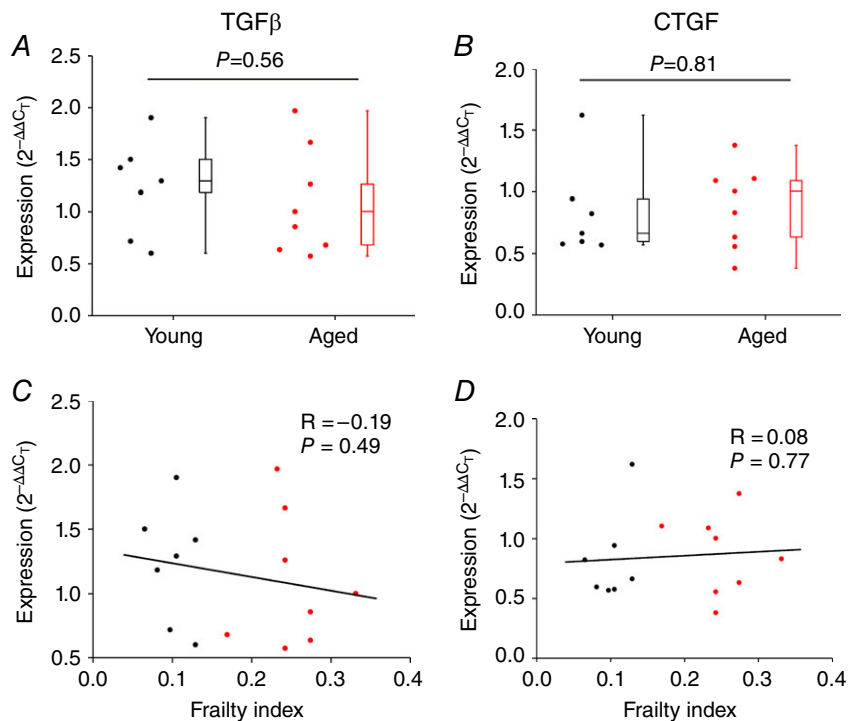 TGFβ
CTGF
A
B
P=0.56
P=0.81
Expression (2^−ΔΔC_T)
2.5
2.0
1.5
1.0
0.5
0.0
Young
Aged
Expression (2^−ΔΔC_T)
2.0
1.5
1.0
0.5
0.0
Young
Aged
C
R = −0.19
P = 0.49
Expression (2^−ΔΔC_T)
2.5
2.0
1.5
1.0
0.5
0.0
0.1
0.2
0.3
0.4
Frailty index
D
R = 0.08
P = 0.77
Expression (2^−ΔΔC_T)
2.0
1.5
1.0
0.5
0.0
0.0
0.1
0.2
0.3
0.4
Frailty index